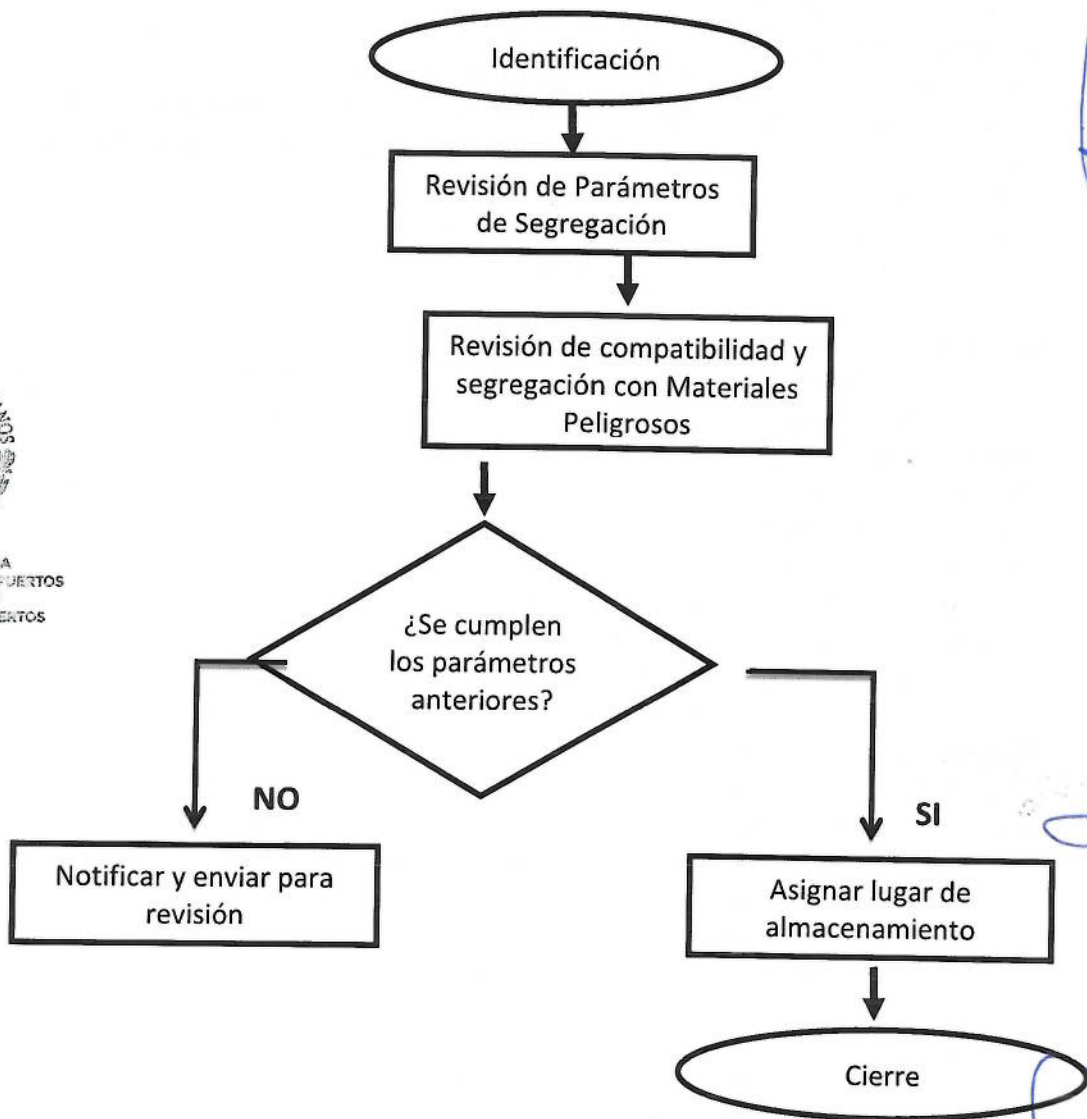 Identificación
Revisión de Parámetros
de Segregación
Revisión de compatibilidad y
segregación con Materiales
Peligrosos
¿Se cumplen
los parámetros
anteriores?
NO
SI
Notificar y enviar para
revisión
Asignar lugar de
almacenamiento
Cierre